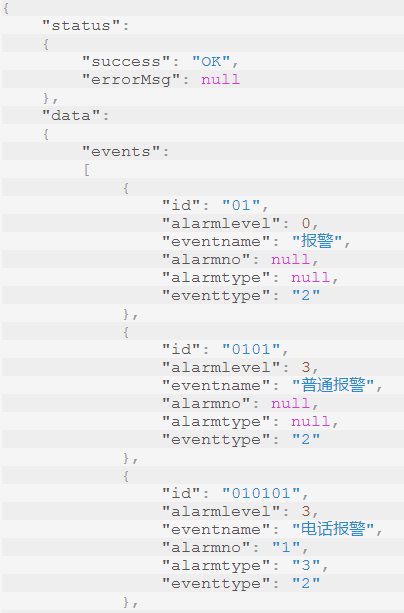 {
    "status":
    {
        "success": "OK",
        "errorMsg": null
    },
    "data":
    {
        "events":
        [
            {
                "id": "01",
                "alarmlevel": 0,
                "eventname": "报警",
                "alarmno": null,
                "alarmtype": null,
                "eventtype": "2"
            },
            {
                "id": "0101",
                "alarmlevel": 3,
                "eventname": "普通报警",
                "alarmno": null,
                "alarmtype": null,
                "eventtype": "2"
            },
            {
                "id": "010101",
                "alarmlevel": 3,
                "eventname": "电话报警",
                "alarmno": "1",
                "alarmtype": "3",
                "eventtype": "2"
            },